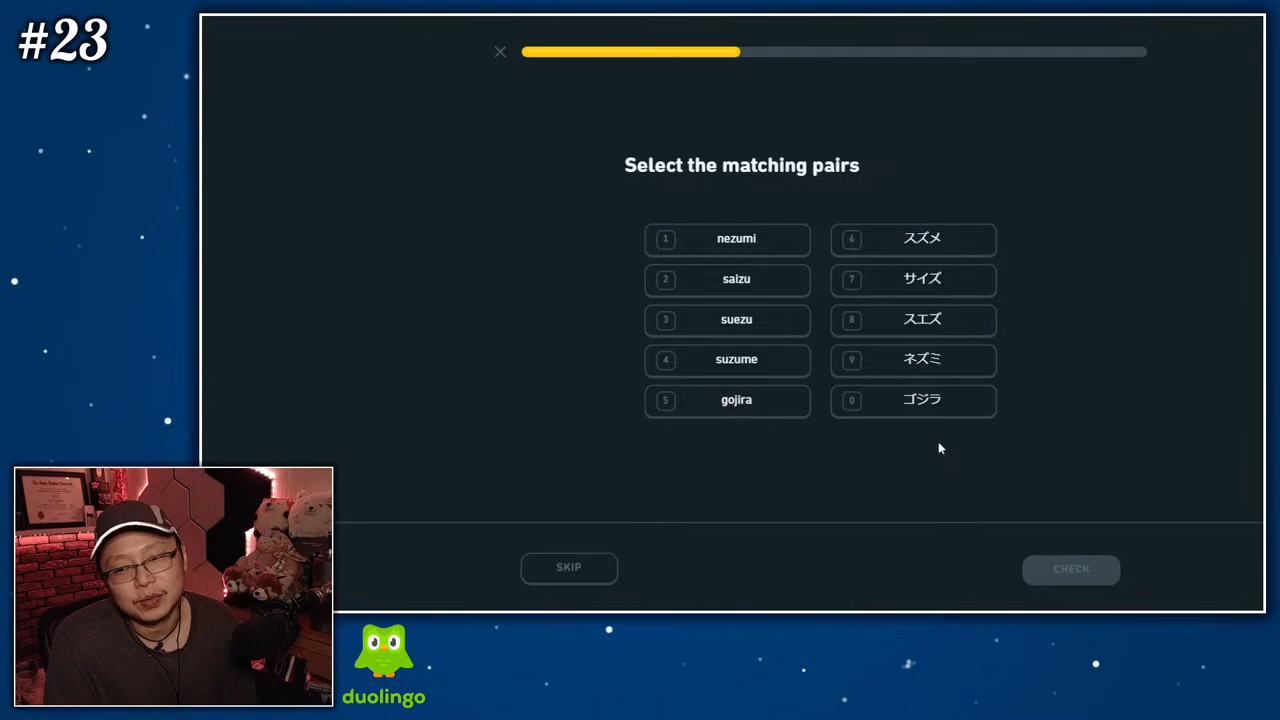 #23
Select the matching pairs
1 nezumi
6 スズメ
2 saizu
7 サイズ
3 suezu
8 スエズ
4 suzume
9 ネズミ
5 gojira
0 ゴジラ
SKIP
CHECK
duolingo